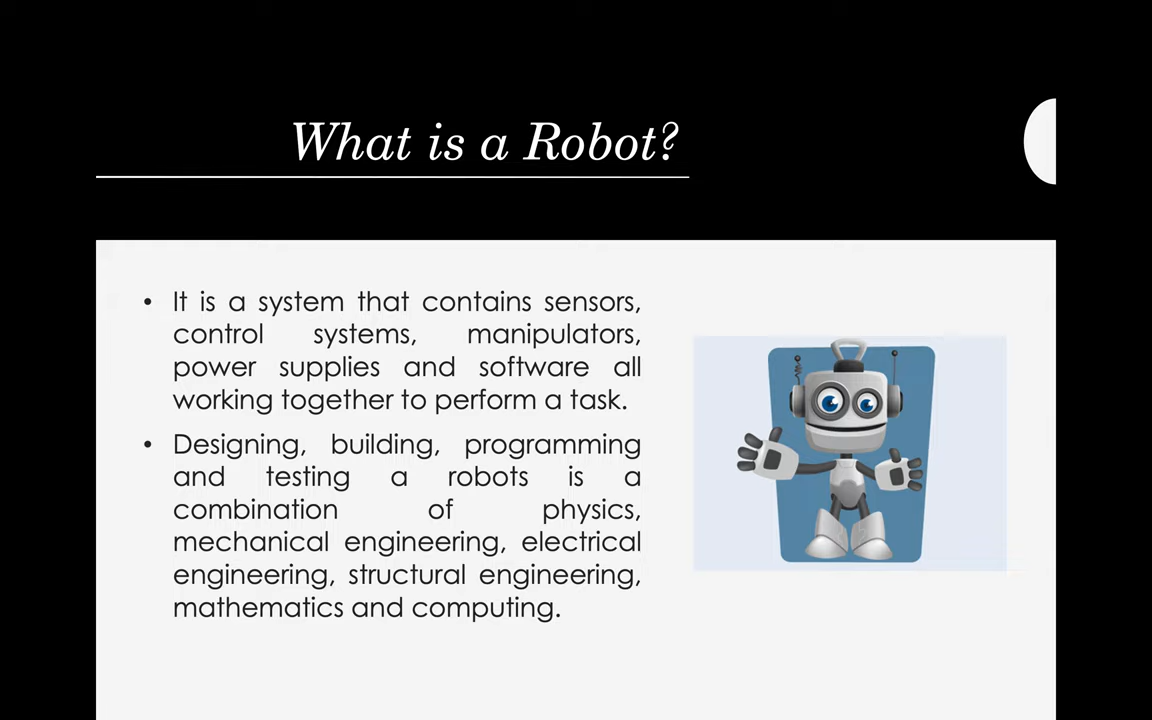 What is a Robot?
• It is a system that contains sensors,
control systems, manipulators,
power supplies and software all
working together to perform a task.
• Designing, building, programming
and testing a robots is a
combination of physics,
mechanical engineering, electrical
engineering, structural engineering,
mathematics and computing.